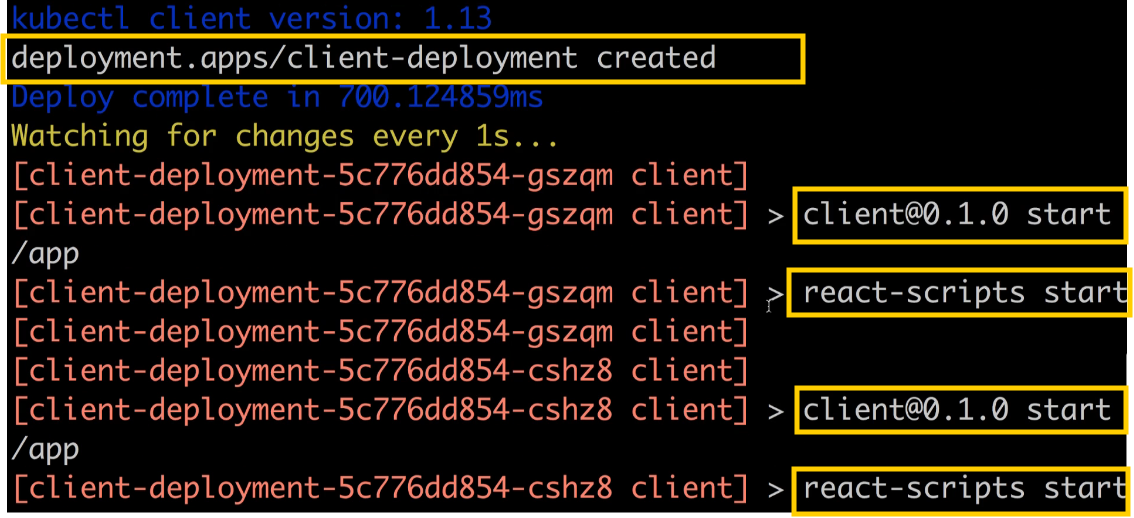 kubectl client version: 1.13
deployment.apps/client-deployment created
Deploy complete in 700.124859ms
Watching for changes every 1s...
[client-deployment-5c776dd854-gszqm client]
[client-deployment-5c776dd854-gszqm client] > client@0.1.0 start
/app
[client-deployment-5c776dd854-gszqm client] > react-scripts start
[client-deployment-5c776dd854-gszqm client]
[client-deployment-5c776dd854-cshz8 client]
[client-deployment-5c776dd854-cshz8 client] > client@0.1.0 start
/app
[client-deployment-5c776dd854-cshz8 client] > react-scripts start